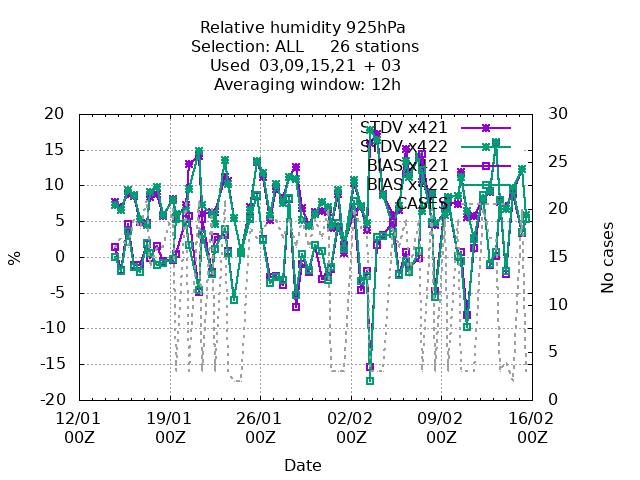 Relative humidity 925hPa
Selection: ALL 26 stations
Used 03,09,15,21 + 03
Averaging window: 12h
20
15
10
5
0
-5
-10
-15
-20
%
30
25
20
15
10
5
0
No cases
STDV x421
STDV x422
BIAS x421
BIAS x422
CASES
12/01 19/01 26/01 02/02 09/02 16/02
00Z 00Z 00Z 00Z 00Z 00Z
Date